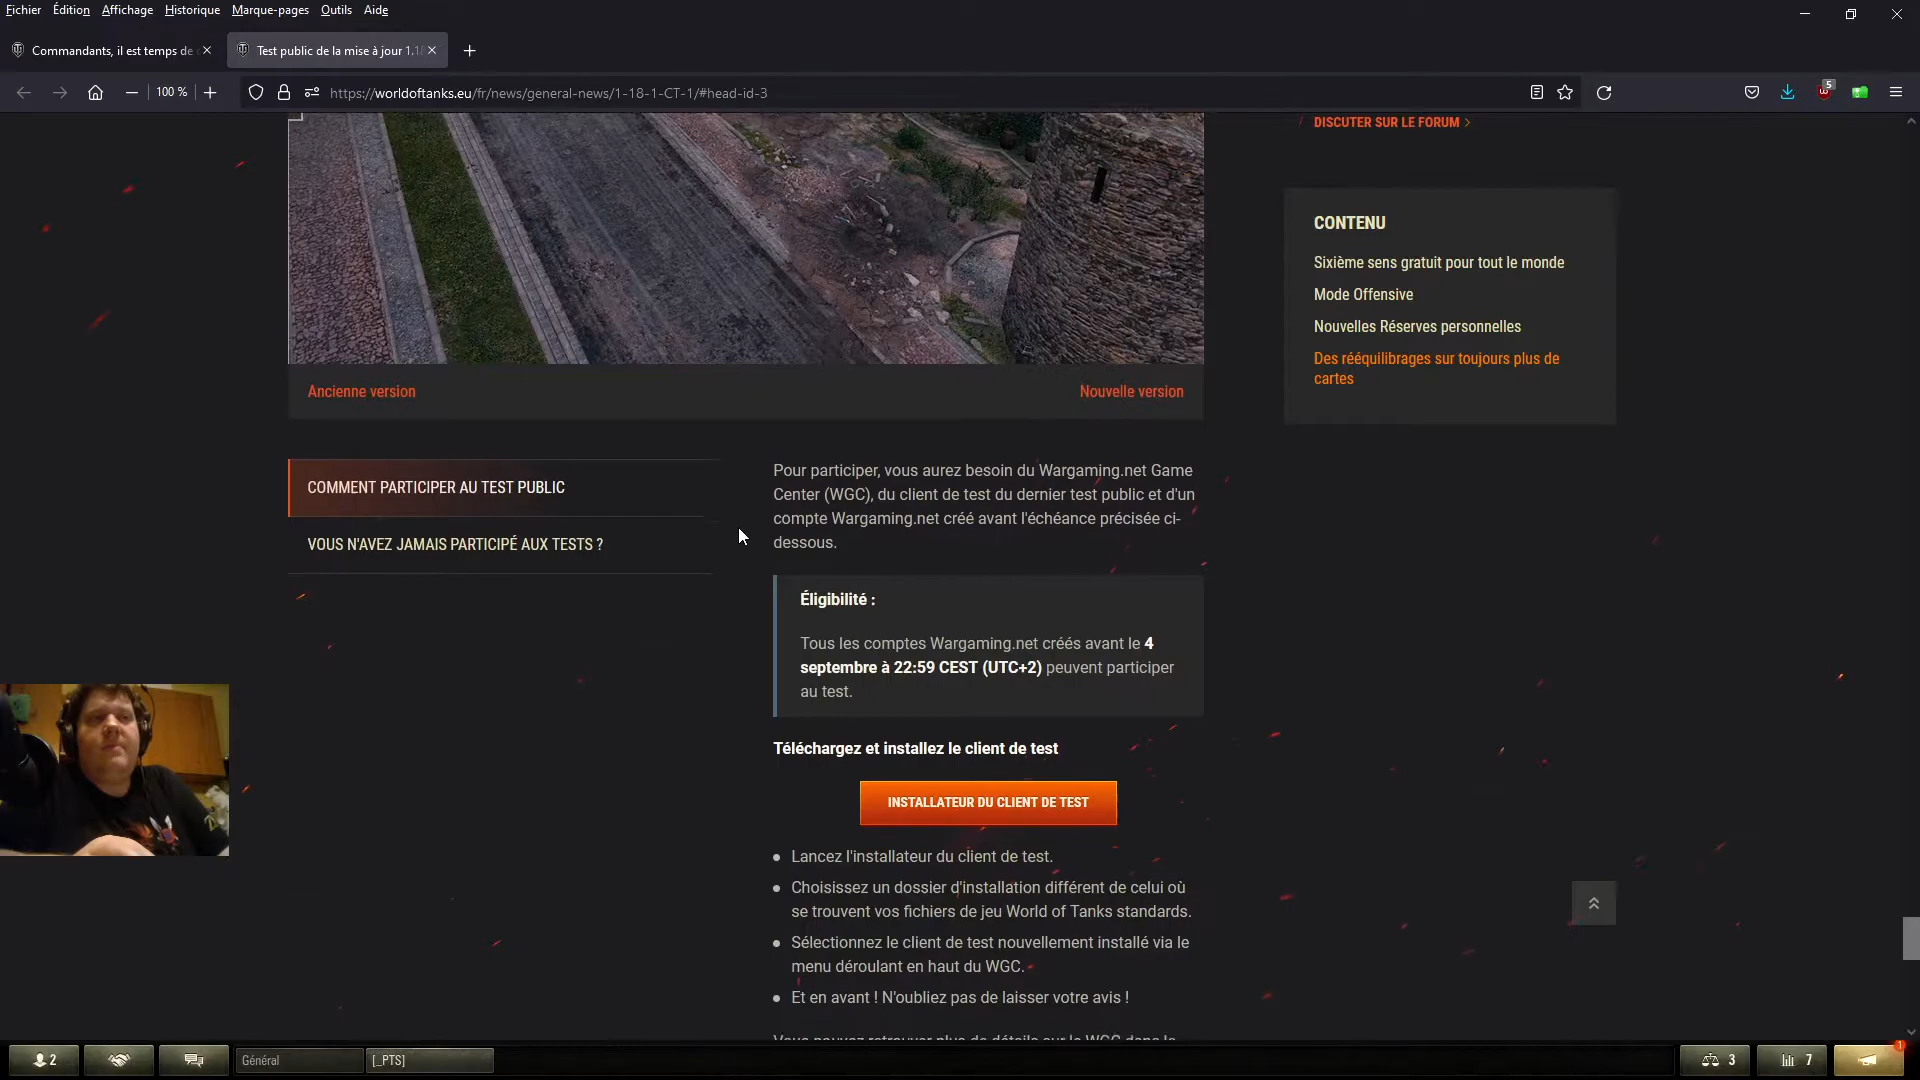 Fichier Édition Affichage Historique Marque-pages Outils Aide
Commandants, il est temps de
Test public de la mise à jour 1.18
100 %
https://worldoftanks.eu/fr/news/general-news/1-18-1-CT-1/#head-id-3
5
DISCUTER SUR LE FORUM
CONTENU
Sixième sens gratuit pour tout le monde
Mode Offensive
Nouvelles Réserves personnelles
Des rééquilibrages sur toujours plus de
cartes
Ancienne version
Nouvelle version
COMMENT PARTICIPER AU TEST PUBLIC
VOUS N'AVEZ JAMAIS PARTICIPÉ AUX TESTS ?
Pour participer, vous aurez besoin du Wargaming.net Game
Center (WGC), du client de test du dernier test public et d'un
compte Wargaming.net créé avant l'échéance précisée ci-
dessous.
Éligibilité :
Tous les comptes Wargaming.net créés avant le 4
septembre à 22:59 CEST (UTC+2) peuvent participer
au test.
Téléchargez et installez le client de test
INSTALLATEUR DU CLIENT DE TEST
Lancez l'installateur du client de test.
Choisissez un dossier d'installation différent de celui où
se trouvent vos fichiers de jeu World of Tanks standards.
Sélectionnez le client de test nouvellement installé via le
menu déroulant en haut du WGC.
Et en avant ! N'oubliez pas de laisser votre avis !
Vous pouvez retrouver plus de détails sur le WGC dans le
2
Général
[_PTS]
3
7
1